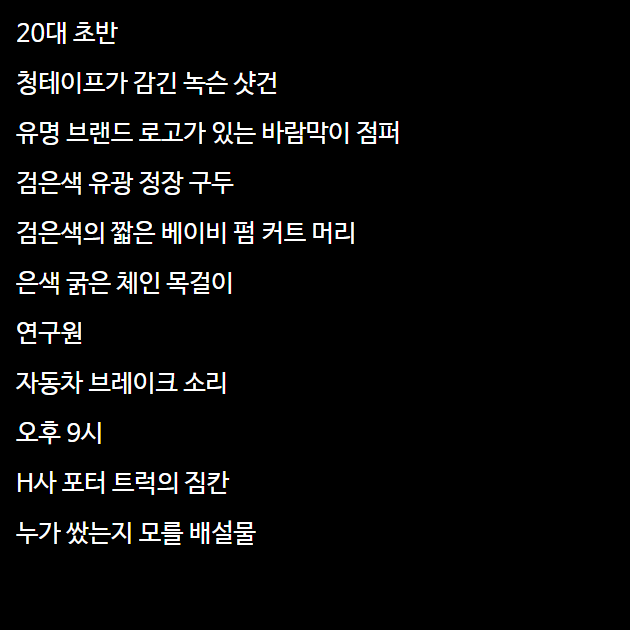 20대 초반
청테이프가 감긴 녹슨 샷건
유명 브랜드 로고가 있는 바람막이 점퍼
검은색 유광 정장 구두
검은색의 짧은 베이비 펌 커트 머리
은색 굵은 체인 목걸이
연구원
자동차 브레이크 소리
오후 9시
H사 포터 트럭의 짐칸
누가 쌌는지 모를 배설물